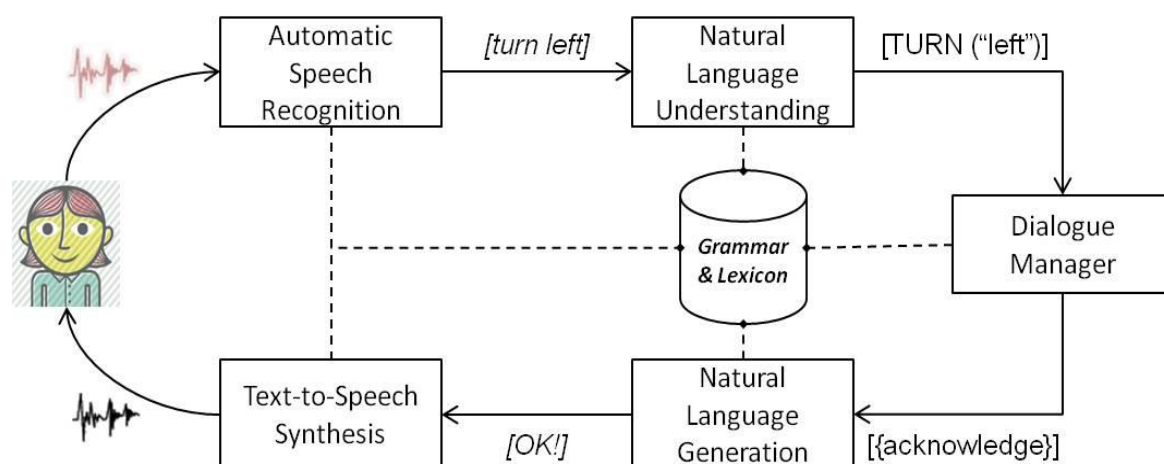 Automatic
Speech
Recognition
[turn left]
Natural
Language
Understanding
[TURN (“left”)]
Grammar
& Lexicon
Dialogue
Manager
Text-to-Speech
Synthesis
[OK!]
Natural
Language
Generation
[{acknowledge}]